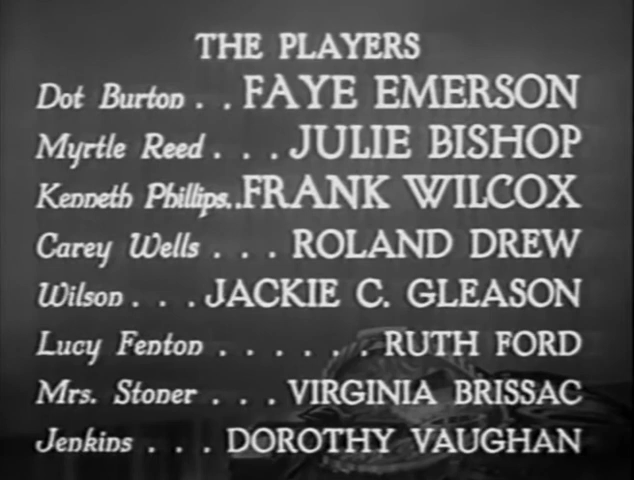 THE PLAYERS
Dot Burton . . FAYE EMERSON
Myrtle Reed . . . JULIE BISHOP
Kenneth Phillips..FRANK WILCOX
Carey Wells . . . ROLAND DREW
Wilson . . . JACKIE C. GLEASON
Lucy Fenton . . . . . . RUTH FORD
Mrs. Stoner . . . VIRGINIA BRISSAC
Jenkins . . . DOROTHY VAUGHAN